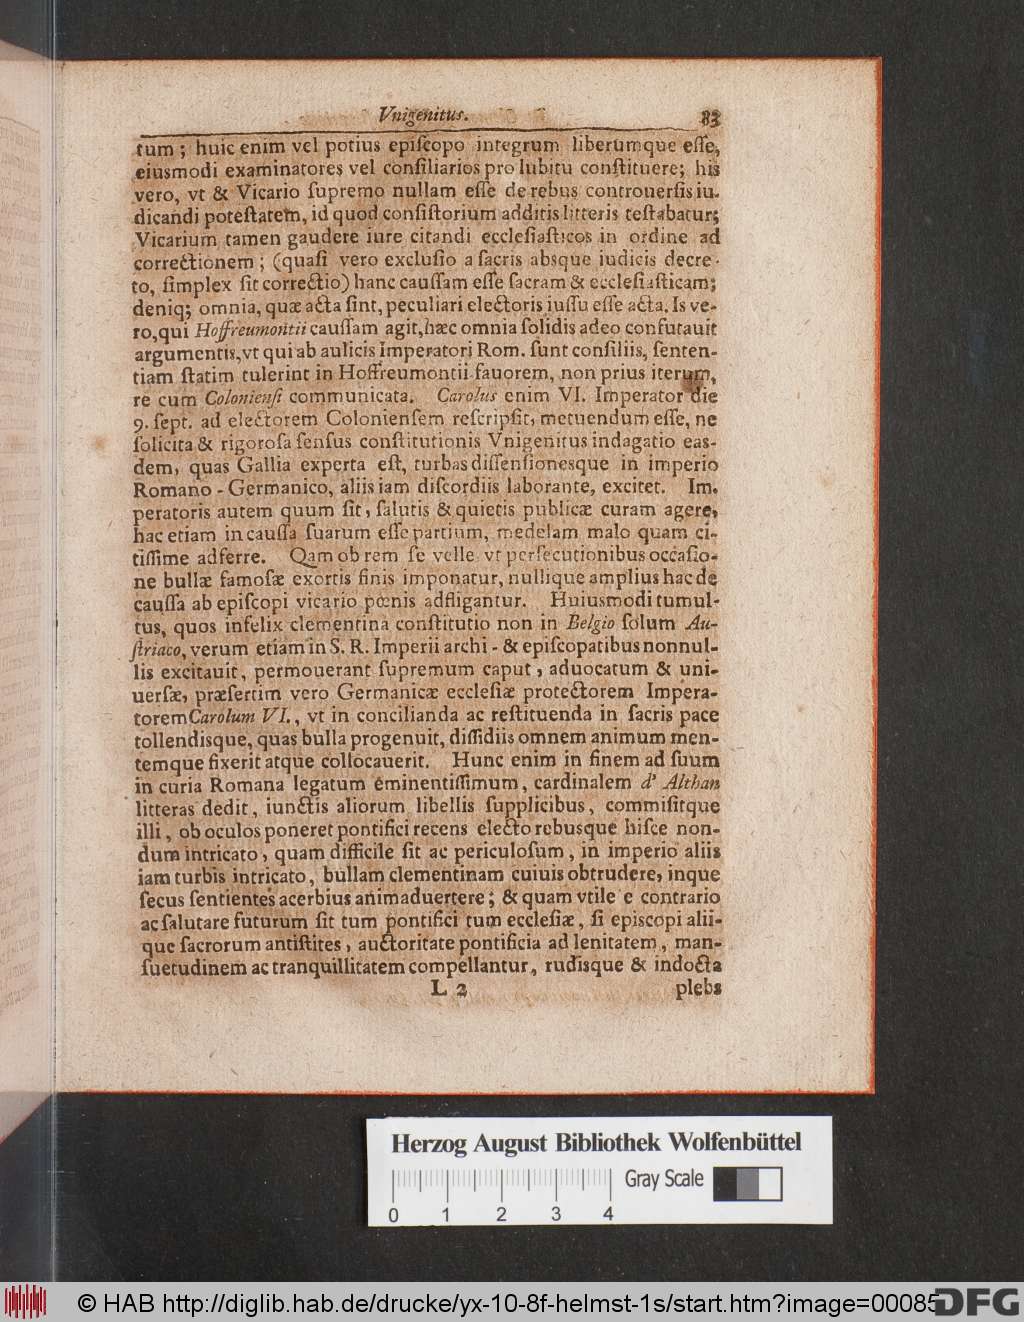 Vnigenitus. 83
tum; huic enim vel potius epiſcopo integrum liberumque eſſe,
eiusmodi examinatores vel conſiliarios pro lubitu conſtituere; his
vero, vt & Vicario ſupremo nullam eſſe de rebus controuerſis iu-
dicandi poteſtatem, id quod conſiſtorium additis litteris teſtabatur;
Vicarium tamen gaudere iure citandi eccleſiaſticos in ordine ad
correctionem; (quaſi vero excluſio a ſacris absque iudicis decre-
to, ſimplex ſit correctio) hanc cauſſam eſſe ſacram & eccleſiaſticam;
deniq; omnia, quæ acta ſint, peculiari electoris iuſſu eſſe acta. Is ve-
ro, qui Hoffreumontii cauſſam agit, hæc omnia ſolidis adeo confutauit
argumentis, vt qui ab aulicis Imperatori Rom. ſunt conſiliis, ſenten-
tiam ſtatim tulerint in Hoffreumontii fauorem, non prius iterum,
re cum Colonienſi communicata. Carolus enim VI. Imperator die
9. ſept. ad electorem Colonienſem reſcripſit, metuendum eſſe, ne
ſolicita & rigoroſa ſenſus conſtitutionis Vnigenitus indagatio eas-
dem, quas Gallia experta eſt, turbas diſſenſionesque in imperio
Romano-Germanico, aliis iam diſcordiis laborante, excitet. Im-
peratoris autem quum ſit, ſalutis & quietis publicæ curam agere,
hac etiam in cauſſa ſuarum eſſe partium, medelam malo quam ci-
tiſſime adferre. Qam ob rem ſe velle vt perſecutionibus occaſio-
ne bullæ famoſæ exortis finis imponatur, nullique amplius hac de
cauſſa ab epiſcopi vicario pœnis adfligantur. Huiusmodi tumul-
tus, quos infelix clementina conſtitutio non in Belgio ſolum Au-
ſtriaco, verum etiam in S. R. Imperii archi- & epiſcopatibus nonnul-
lis excitauit, permouerant ſupremum caput, aduocatum & uni-
uerſæ, præſertim vero Germanicæ eccleſiæ protectorem Impera-
torem Carolum VI., vt in concilianda ac reſtituenda in ſacris pace
tollendisque, quas bulla progenuit, diſſidiis omnem animum men-
temque fixerit atque collocauerit. Hunc enim in finem ad ſuum
in curia Romana legatum eminentiſſimum, cardinalem d' Althan
litteras dedit, iunctis aliorum libellis ſupplicibus, commiſitque
illi, ob oculos poneret pontifici recens electo rebusque hiſce non-
dum intricato, quam difficile ſit ac periculoſum, in imperio aliis
iam turbis intricato, bullam clementinam cuiuis obtrudere, inque
ſecus ſentientes acerbius animaduertere; & quam vtile e contrario
ac ſalutare futurum ſit tum pontifici tum eccleſiæ, ſi episcopi alii-
que ſacrorum antiſtites, auctoritate pontificia ad lenitatem, man-
ſuetudinem ac tranquillitatem compellantur, rudisque & indocta
L 2 plebs
Herzog August Bibliothek Wolfenbüttel
Gray Scale
0 1 2 3 4
© HAB http://diglib.hab.de/drucke/yx-10-8f-helmst-1s/start.htm?image=00085
DFG